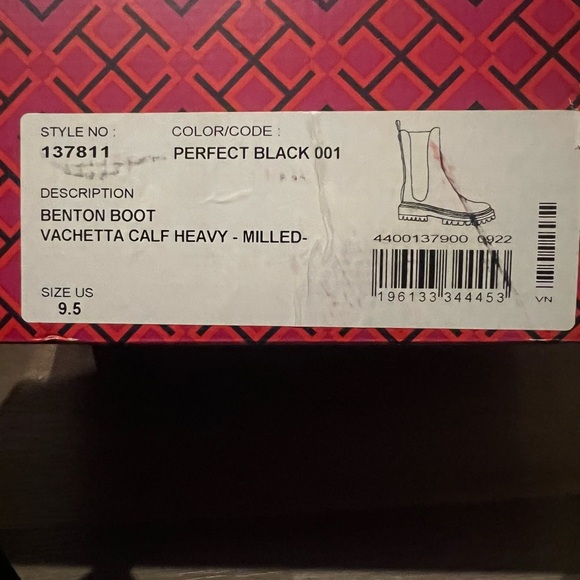 STYLE NO : COLOR/CODE :
137811 PERFECT BLACK 001
DESCRIPTION
BENTON BOOT
VACHETTA CALF HEAVY - MILLED-
4400137900 0922
SIZE US
9.5
196133 344453
VN